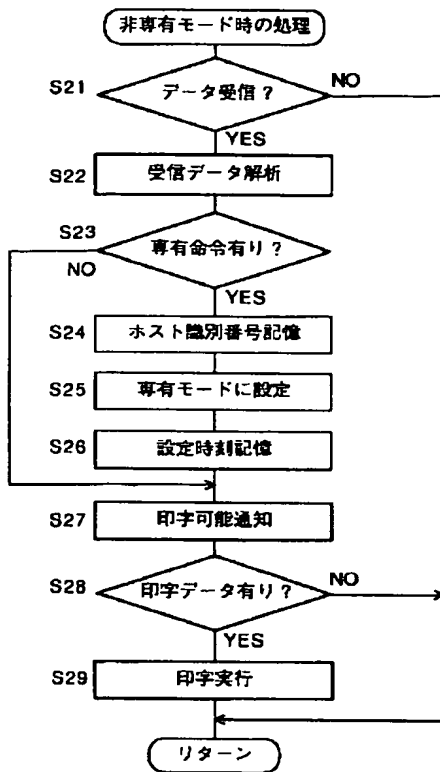 非専有モード時の処理
S21
データ受信？
NO
YES
S22
受信データ解析
S23
専有命令有り？
NO
YES
S24
ホスト識別番号記憶
S25
専有モードに設定
S26
設定時刻記憶
S27
印字可能通知
S28
印字データ有り？
NO
YES
S29
印字実行
リターン